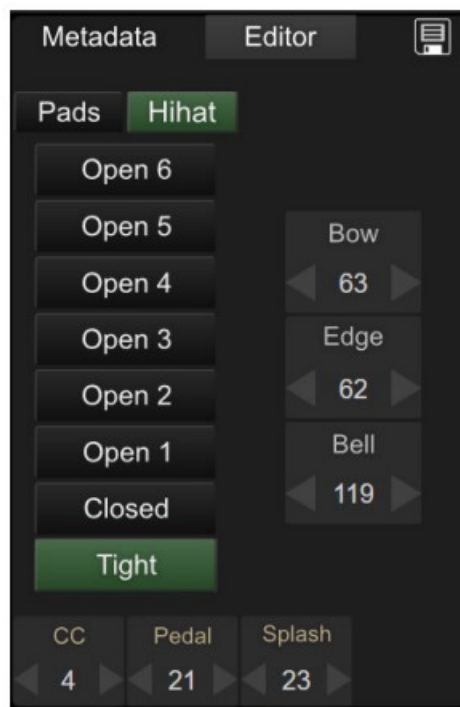 Metadata Editor
Pads Hihat
Open 6
Open 5
Open 4
Open 3
Open 2
Open 1
Closed
Tight
Bow
63
Edge
62
Bell
119
CC Pedal Splash
4 21 23